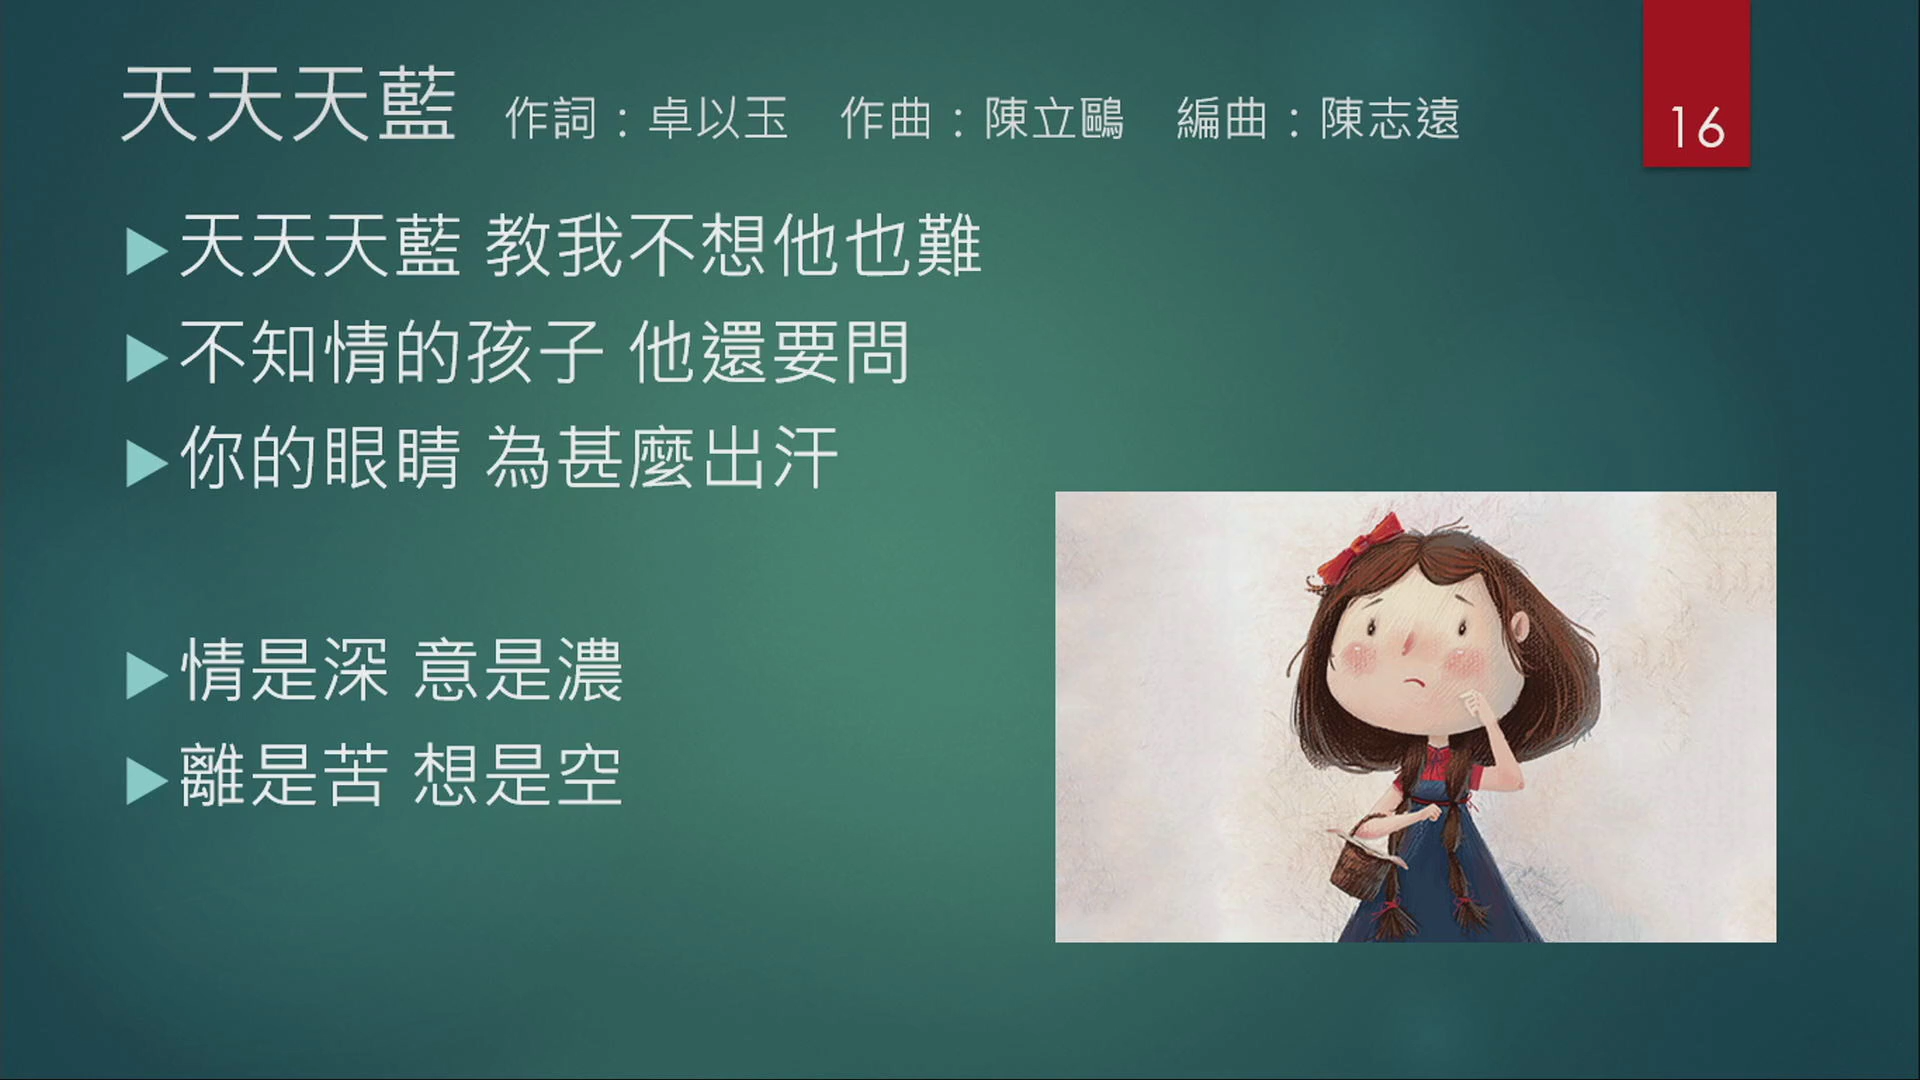 天天天藍 作詞：卓以玉 作曲：陳立鷗 編曲：陳志遠
16
天天天藍 教我不想他也難
不知情的孩子 他還要問
你的眼睛 為甚麼出汗
情是深 意是濃
離是苦 想是空